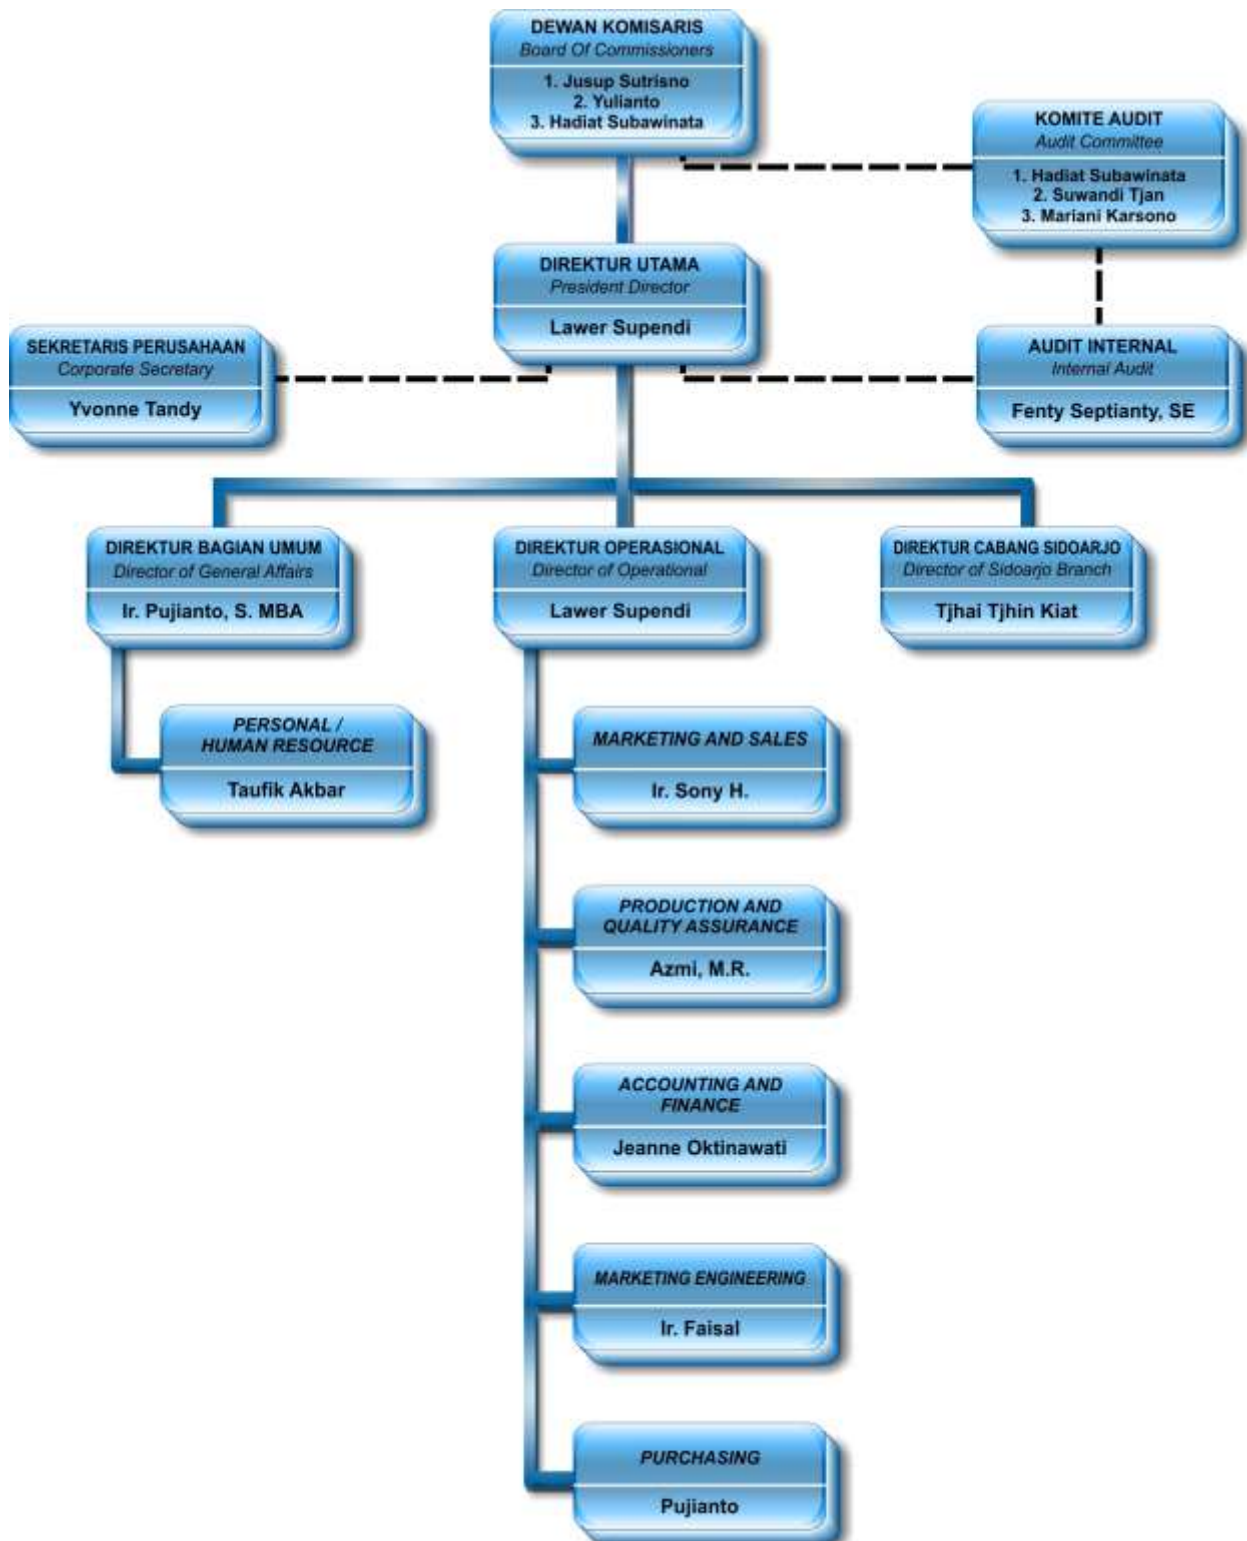 DEWAN KOMISARIS
Board Of Commissioners
1. Jusup Sutrisno
2. Yulianto
3. Hadiat Subawinata
KOMITE AUDIT
Audit Committee
1. Hadiat Subawinata
2. Suwandi Tjan
3. Mariani Karsono
DIREKTUR UTAMA
President Director
Lawer Supendi
SEKRETARIS PERUSAHAAN
Corporate Secretary
Yvonne Tandy
AUDIT INTERNAL
Internal Audit
Fenty Septianty, SE
DIREKTUR BAGIAN UMUM
Director of General Affairs
Ir. Pujianto, S. MBA
DIREKTUR OPERASIONAL
Director of Operational
Lawer Supendi
DIREKTUR CABANG SIDOARJO
Director of Sidoarjo Branch
Tjhai Tjhin Kiat
PERSONAL /
HUMAN RESOURCE
Taufik Akbar
MARKETING AND SALES
Ir. Sony H.
PRODUCTION AND
QUALITY ASSURANCE
Azmi, M.R.
ACCOUNTING AND
FINANCE
Jeanne Oktinawati
MARKETING ENGINEERING
Ir. Faisal
PURCHASING
Pujianto